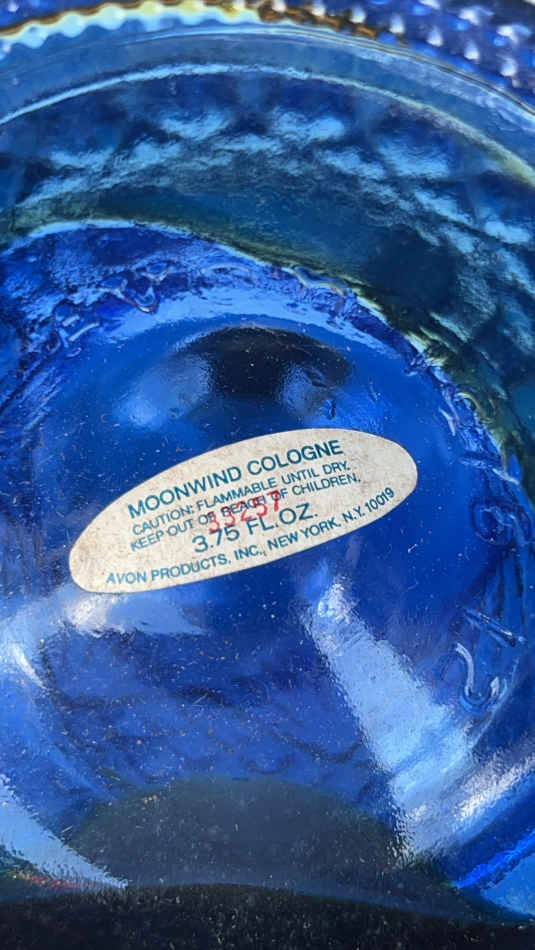 MOONWIND COLOGNE
CAUTION: FLAMMABLE UNTIL DRY.
KEEP OUT OF REACH OF CHILDREN.
33257
3.75 FL.OZ.
AVON PRODUCTS, INC., NEW YORK, N.Y. 10019